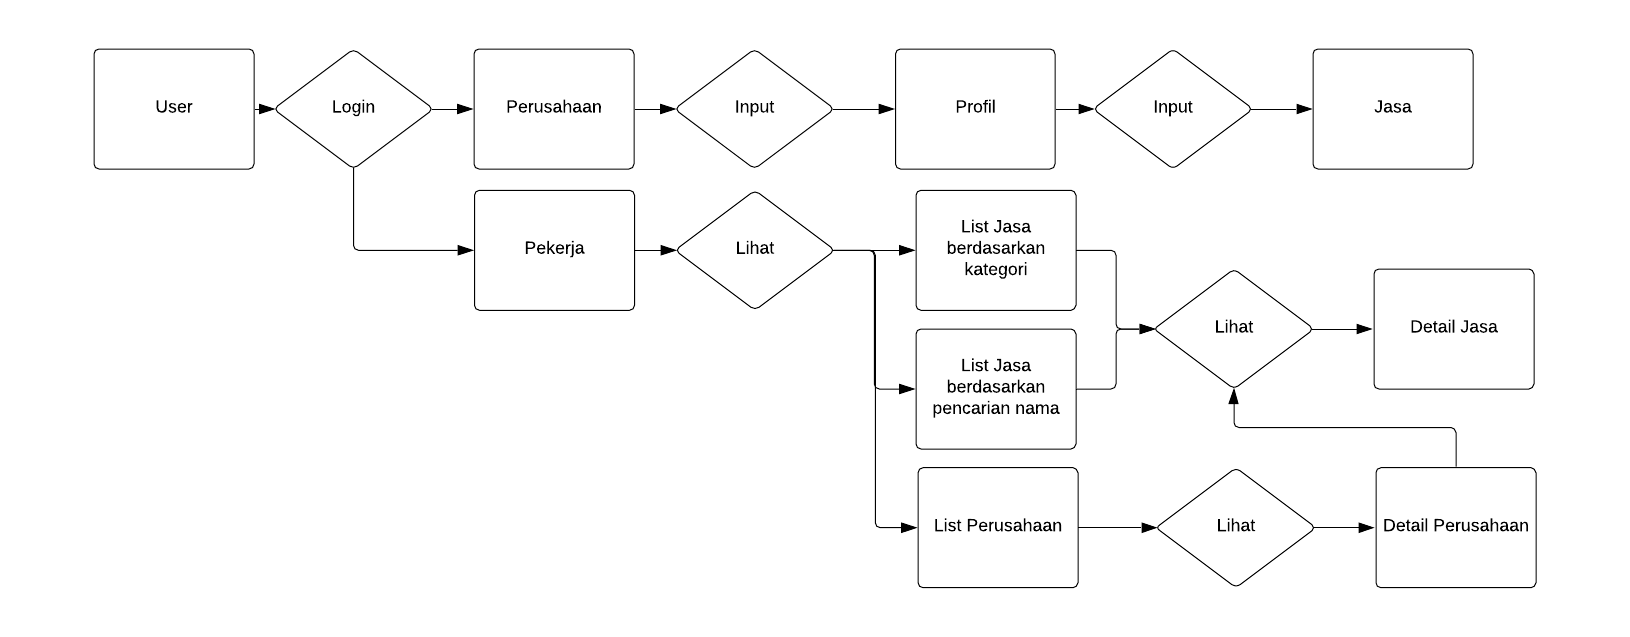 User
Login
Perusahaan
Input
Profil
Input
Jasa
Pekerja
Lihat
List Jasa
berdasarkan
kategori
List Jasa
berdasarkan
pencarian nama
Lihat
Detail Jasa
List Perusahaan
Lihat
Detail Perusahaan